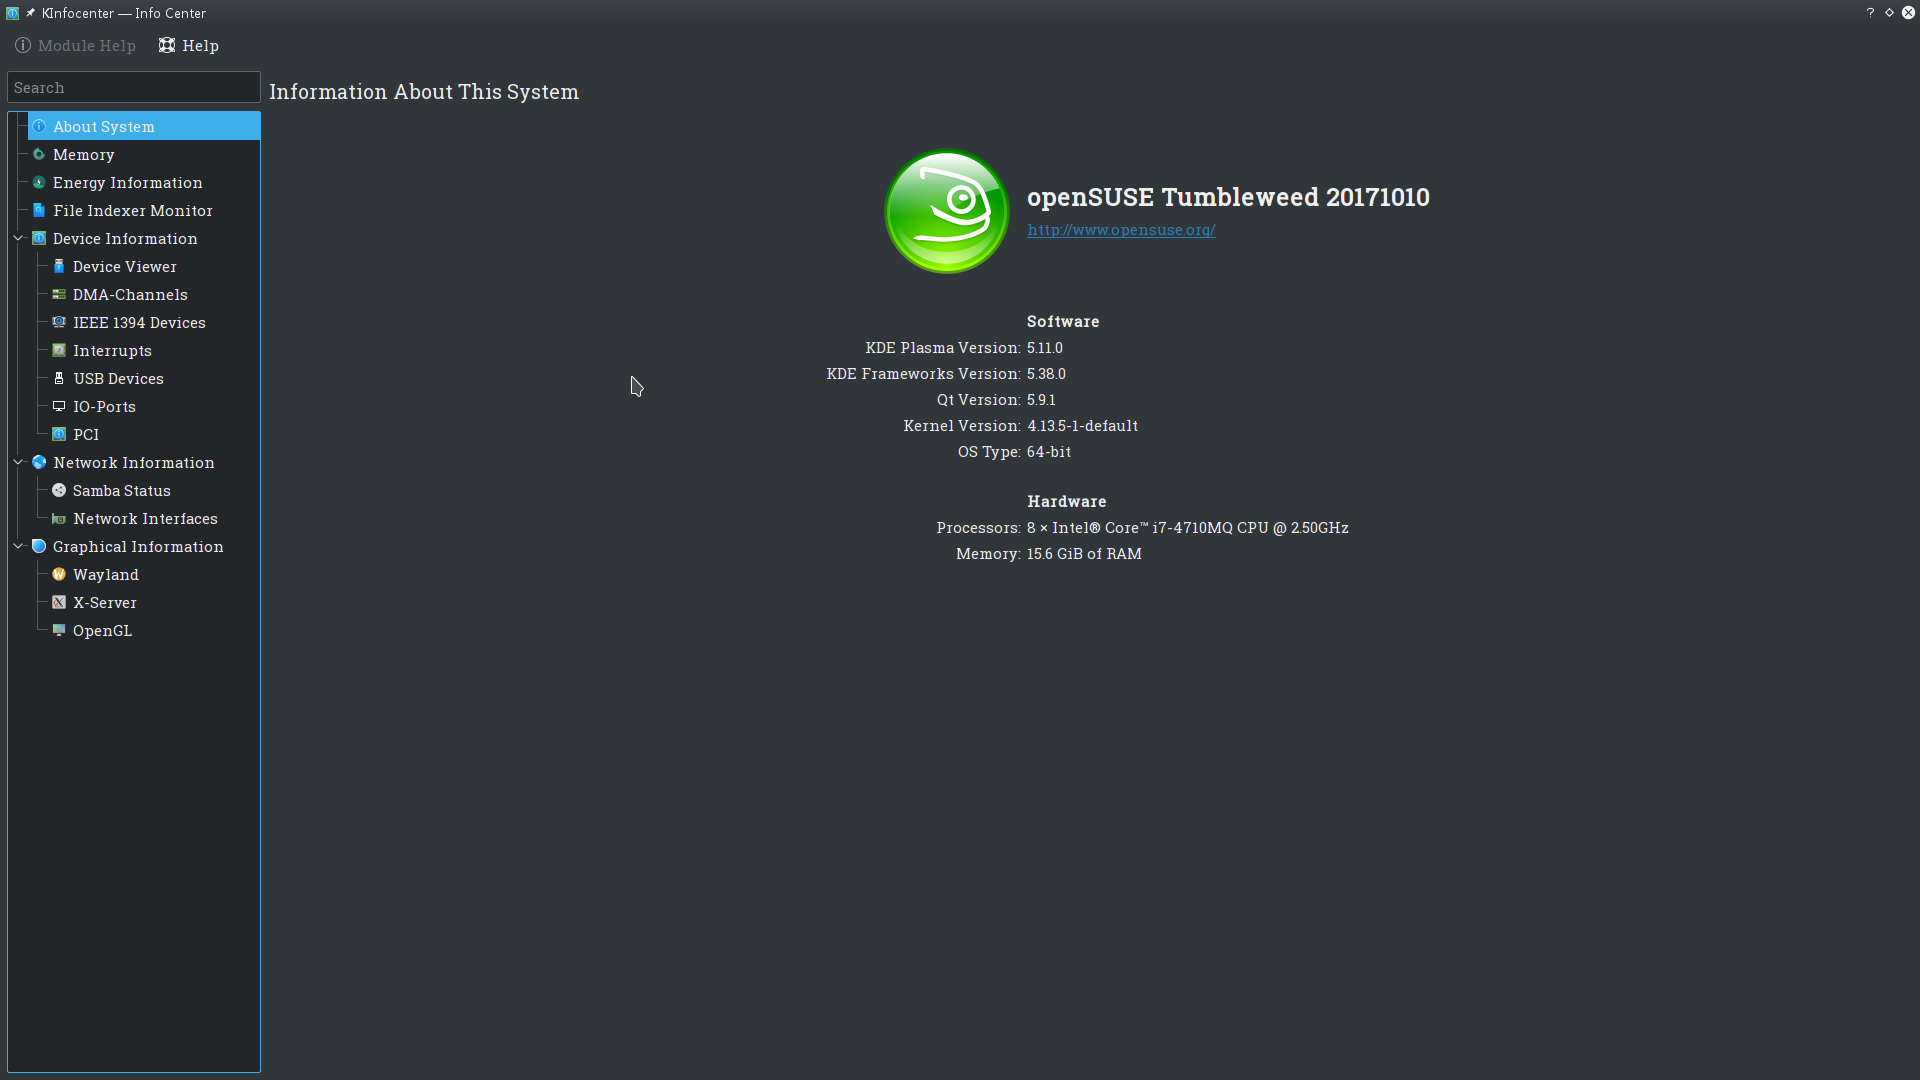 KInfocenter — Info Center
Module Help
Help
Search
Information About This System
About System
Memory
Energy Information
File Indexer Monitor
Device Information
Device Viewer
DMA-Channels
IEEE 1394 Devices
Interrupts
USB Devices
IO-Ports
PCI
Network Information
Samba Status
Network Interfaces
Graphical Information
Wayland
X-Server
OpenGL
openSUSE Tumbleweed 20171010
http://www.opensuse.org/
Software
KDE Plasma Version: 5.11.0
KDE Frameworks Version: 5.38.0
Qt Version: 5.9.1
Kernel Version: 4.13.5-1-default
OS Type: 64-bit
Hardware
Processors: 8 × Intel® Core™ i7-4710MQ CPU @ 2.50GHz
Memory: 15.6 GiB of RAM